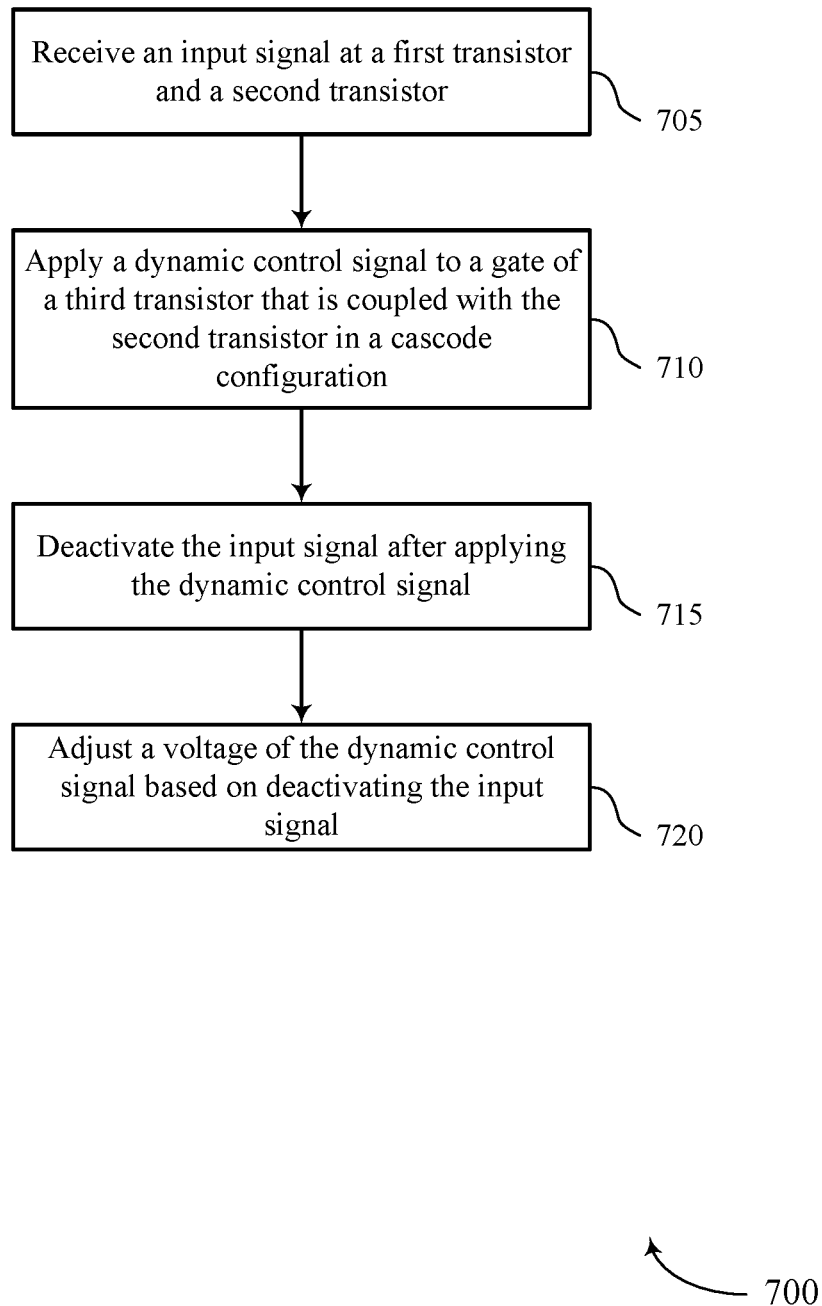 Receive an input signal at a first transistor
and a second transistor
705
Apply a dynamic control signal to a gate of
a third transistor that is coupled with the
second transistor in a cascode
configuration
710
Deactivate the input signal after applying
the dynamic control signal
715
Adjust a voltage of the dynamic control
signal based on deactivating the input
signal
720
700